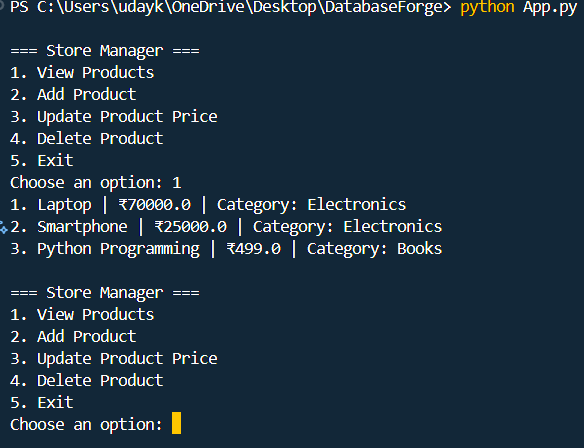 PS C:\Users\udayk\OneDrive\Desktop\DatabaseForge> python App.py
=== Store Manager ===
1. View Products
2. Add Product
3. Update Product Price
4. Delete Product
5. Exit
Choose an option: 1
1. Laptop | ₹70000.0 | Category: Electronics
2. Smartphone | ₹25000.0 | Category: Electronics
3. Python Programming | ₹499.0 | Category: Books
=== Store Manager ===
1. View Products
2. Add Product
3. Update Product Price
4. Delete Product
5. Exit
Choose an option: